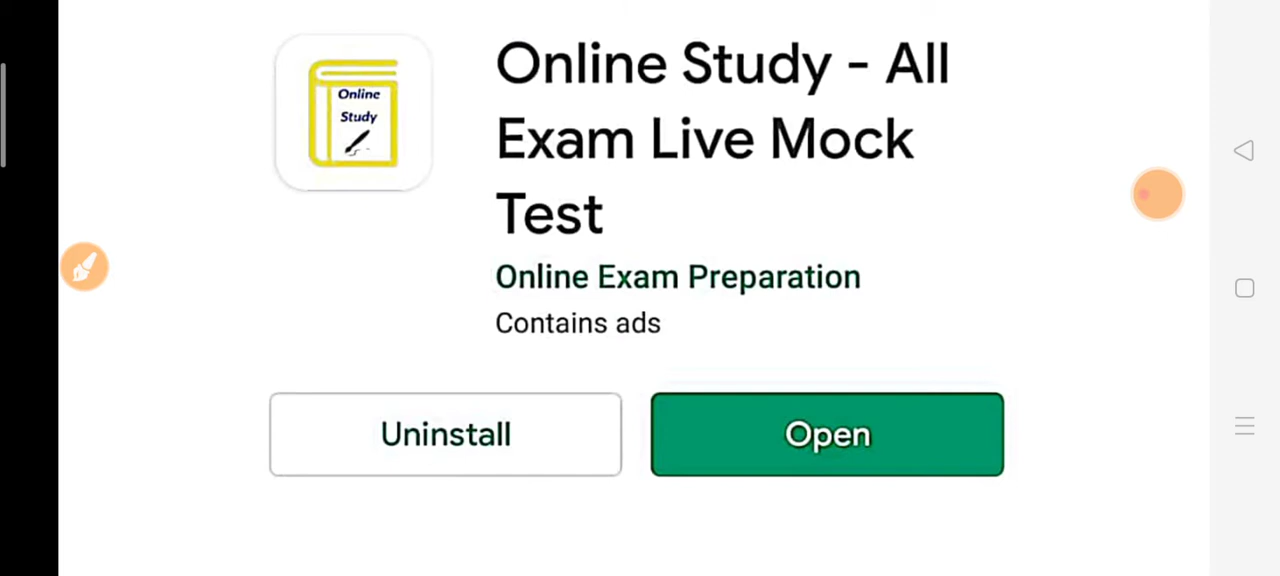 Online
Study
Online Study - All
Exam Live Mock
Test
Online Exam Preparation
Contains ads
Uninstall
Open